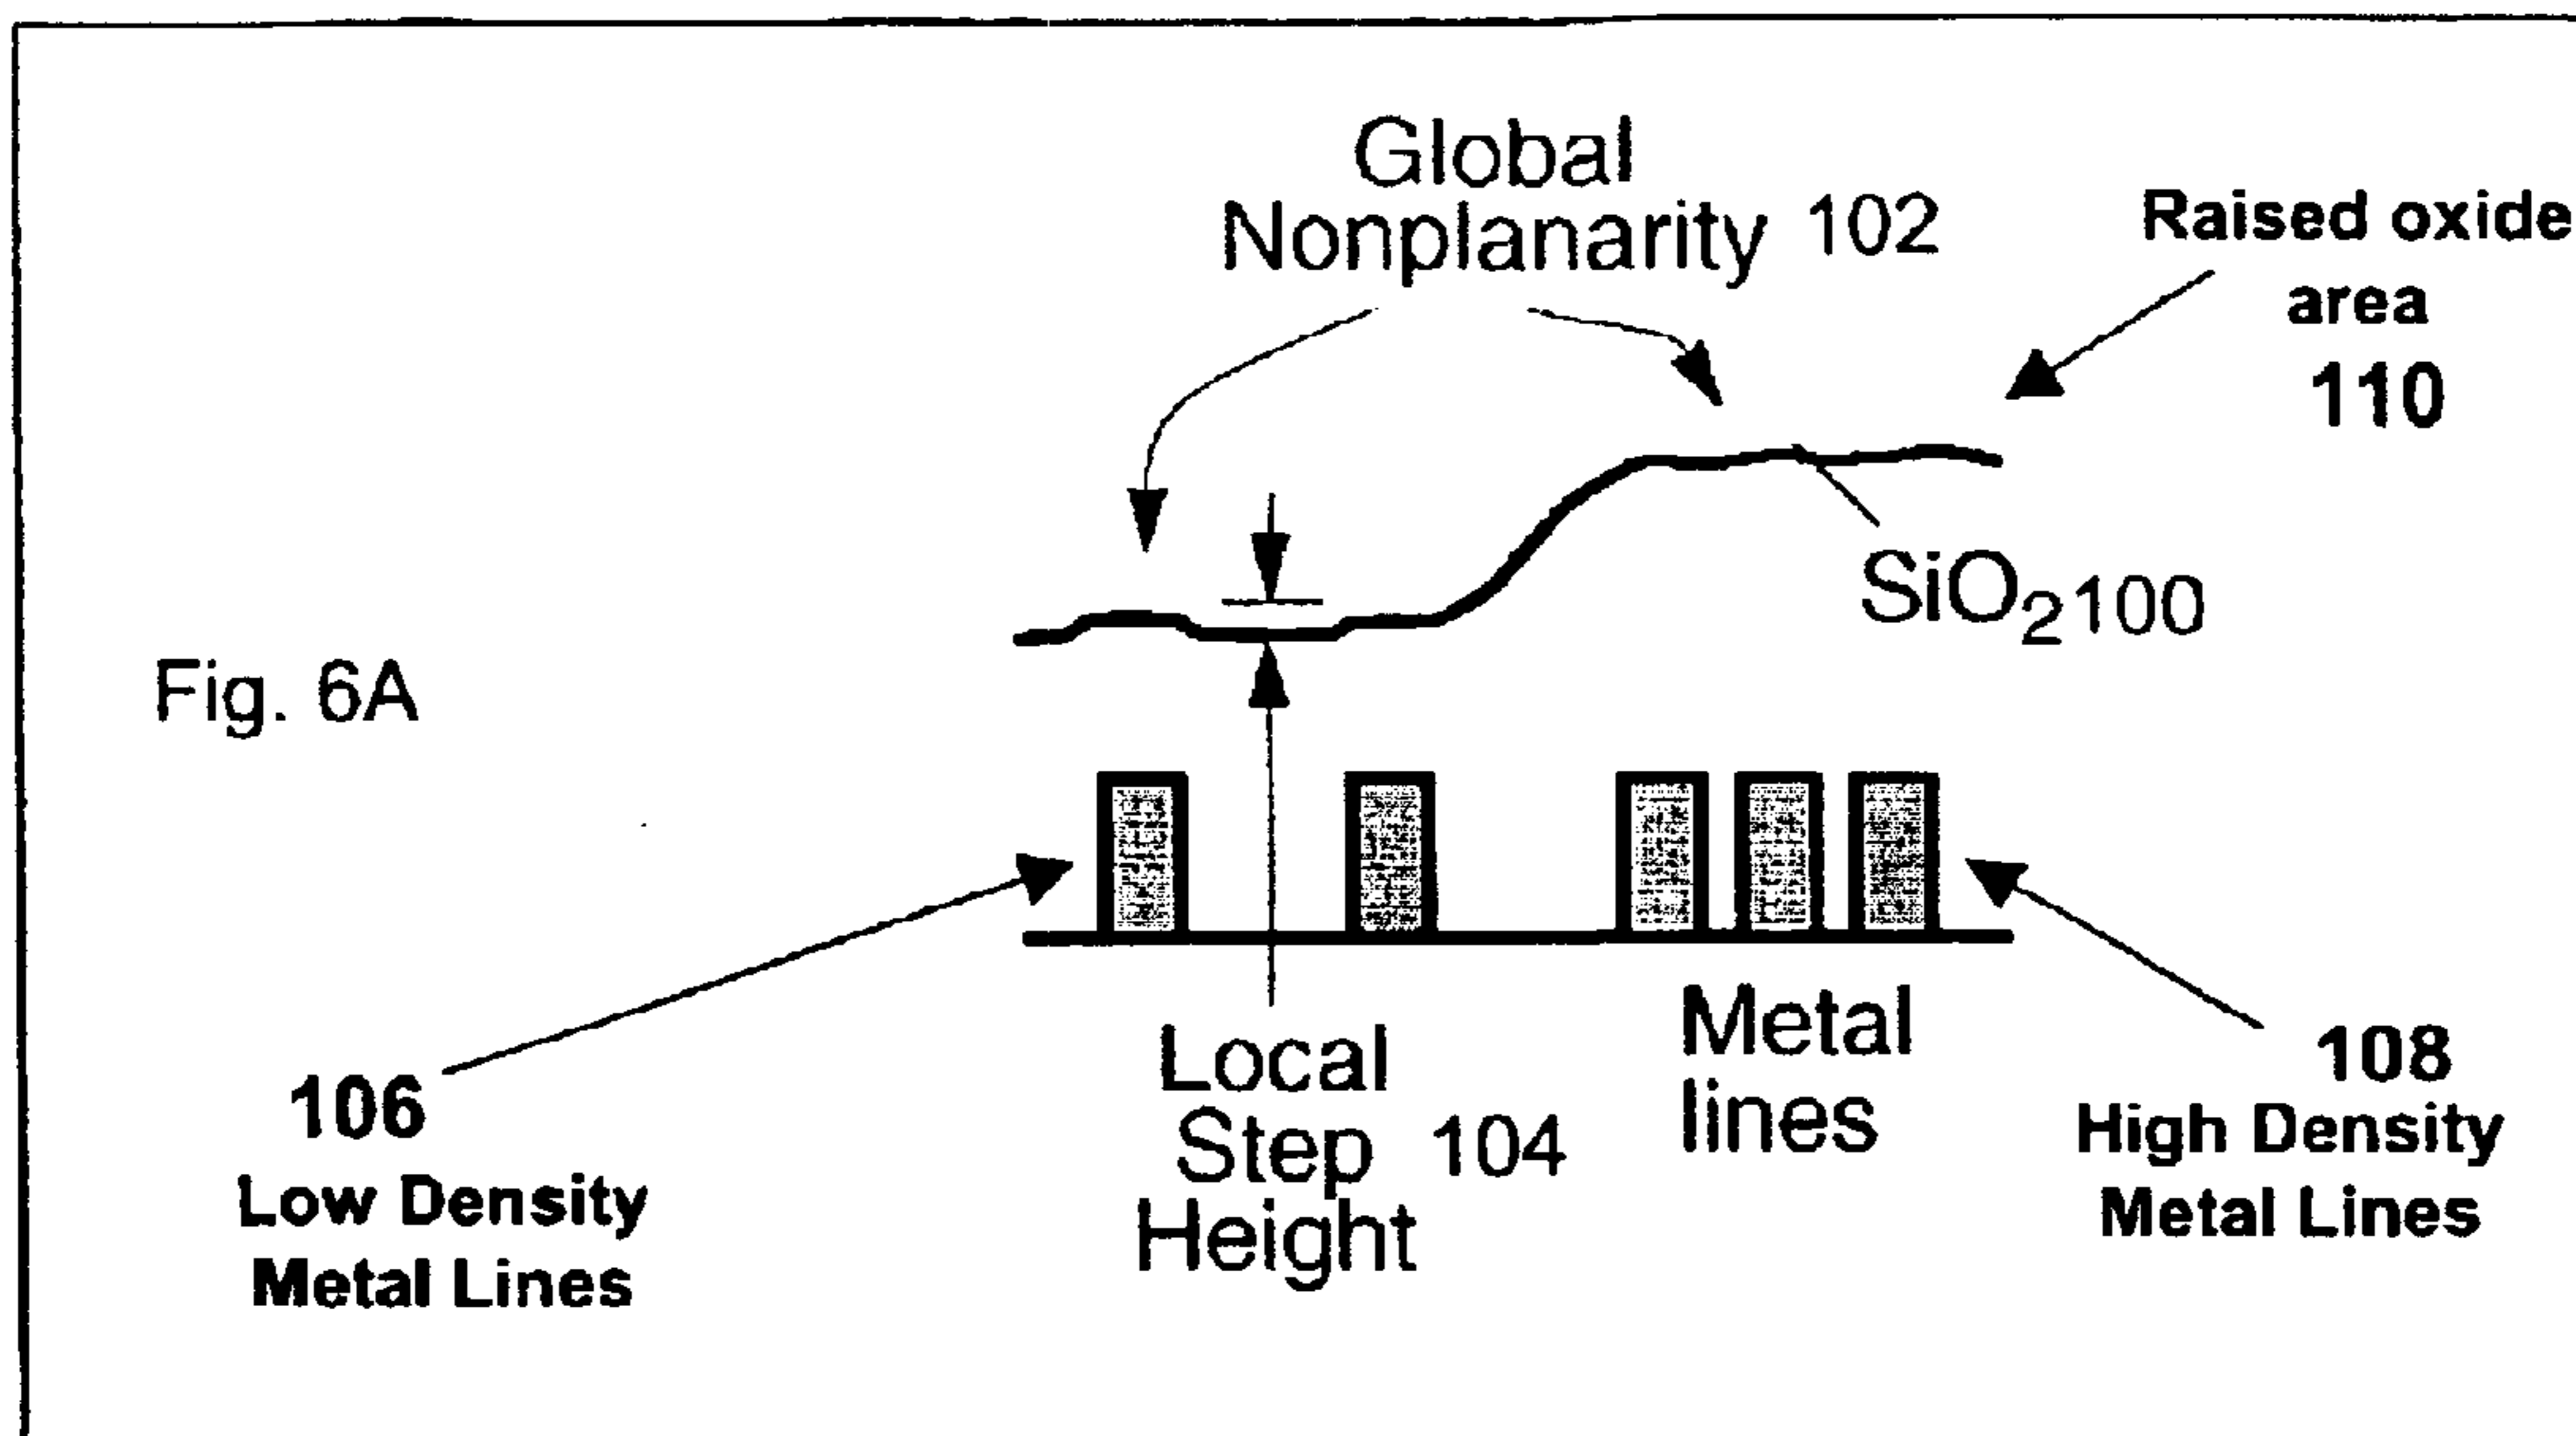 Global
Nonplanarity 102
Raised oxide
area
110
SiO₂100
Fig. 6A
106
Low Density
Metal Lines
Local
Step 104
Height
Metal
lines
108
High Density
Metal Lines